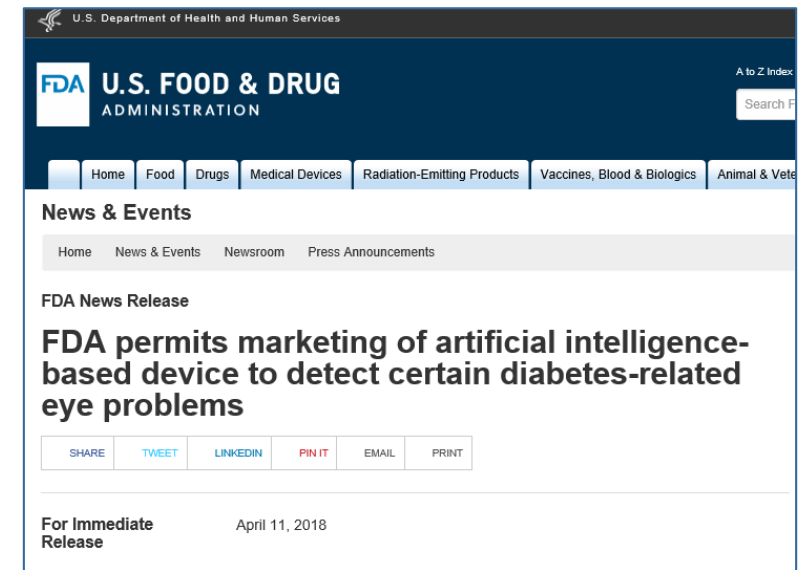 U.S. Department of Health and Human Services
FDA
U.S. FOOD & DRUG
ADMINISTRATION
A to Z Index
Search
Home Food Drugs Medical Devices Radiation-Emitting Products Vaccines, Blood & Biologics Animal &
News & Events
Home News & Events Newsroom Press Announcements
FDA News Release
FDA permits marketing of artificial intelligence-
based device to detect certain diabetes-related
eye problems
SHARE TWEET LINKEDIN PIN IT EMAIL PRINT
For Immediate April 11, 2018
Release